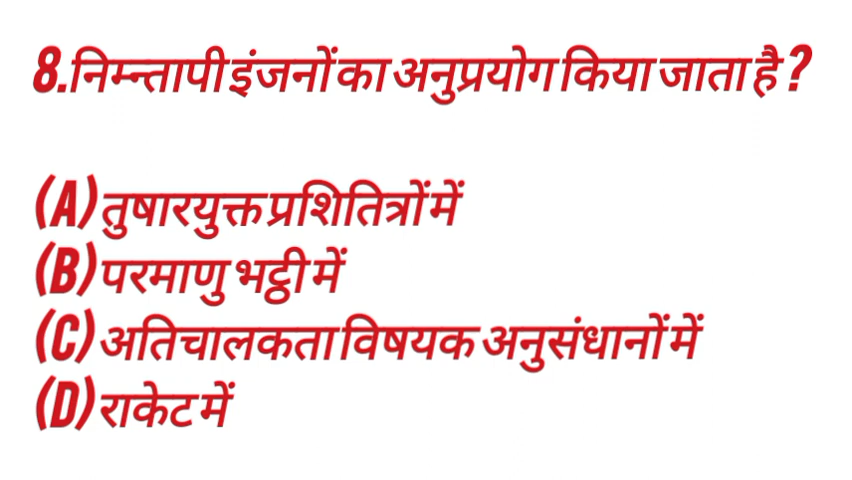 8.निम्न्तापी इंजनों का अनुप्रयोग किया जाता है ?
(A) तुषारयुक्त प्रशितित्रों में
(B) परमाणु भट्ठी में
(C) अतिचालकता विषयक अनुसंधानों में
(D) राकेट में